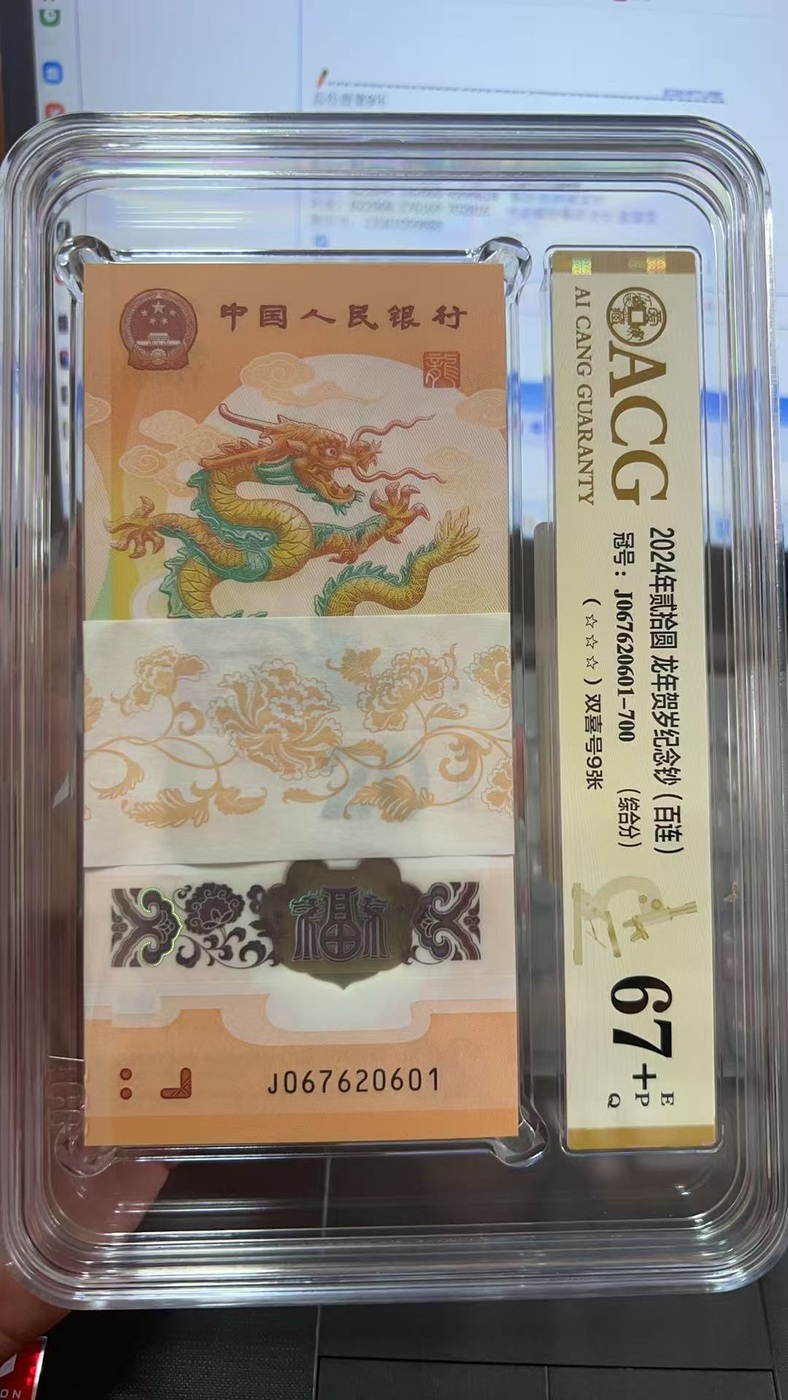 中国人民银行
龍
福
J067620601
ACG
AI CANG GUARANTY
2024年贰拾圆 龙年贺岁纪念钞（百连）
冠号：J067620601-700 （综合分）
（☆☆☆）双喜号9张
67+
E
P
Q
ON